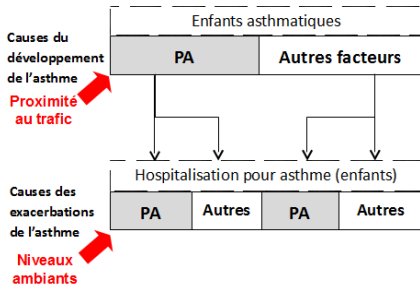 Enfants asthmatiques
Causes du
développement
de l'asthme
PA
Autres facteurs
Proximité
au trafic
Hospitalisation pour asthme (enfants)
Causes des
exacerbations
de l'asthme
PA
Autres
PA
Autres
Niveaux
ambiants